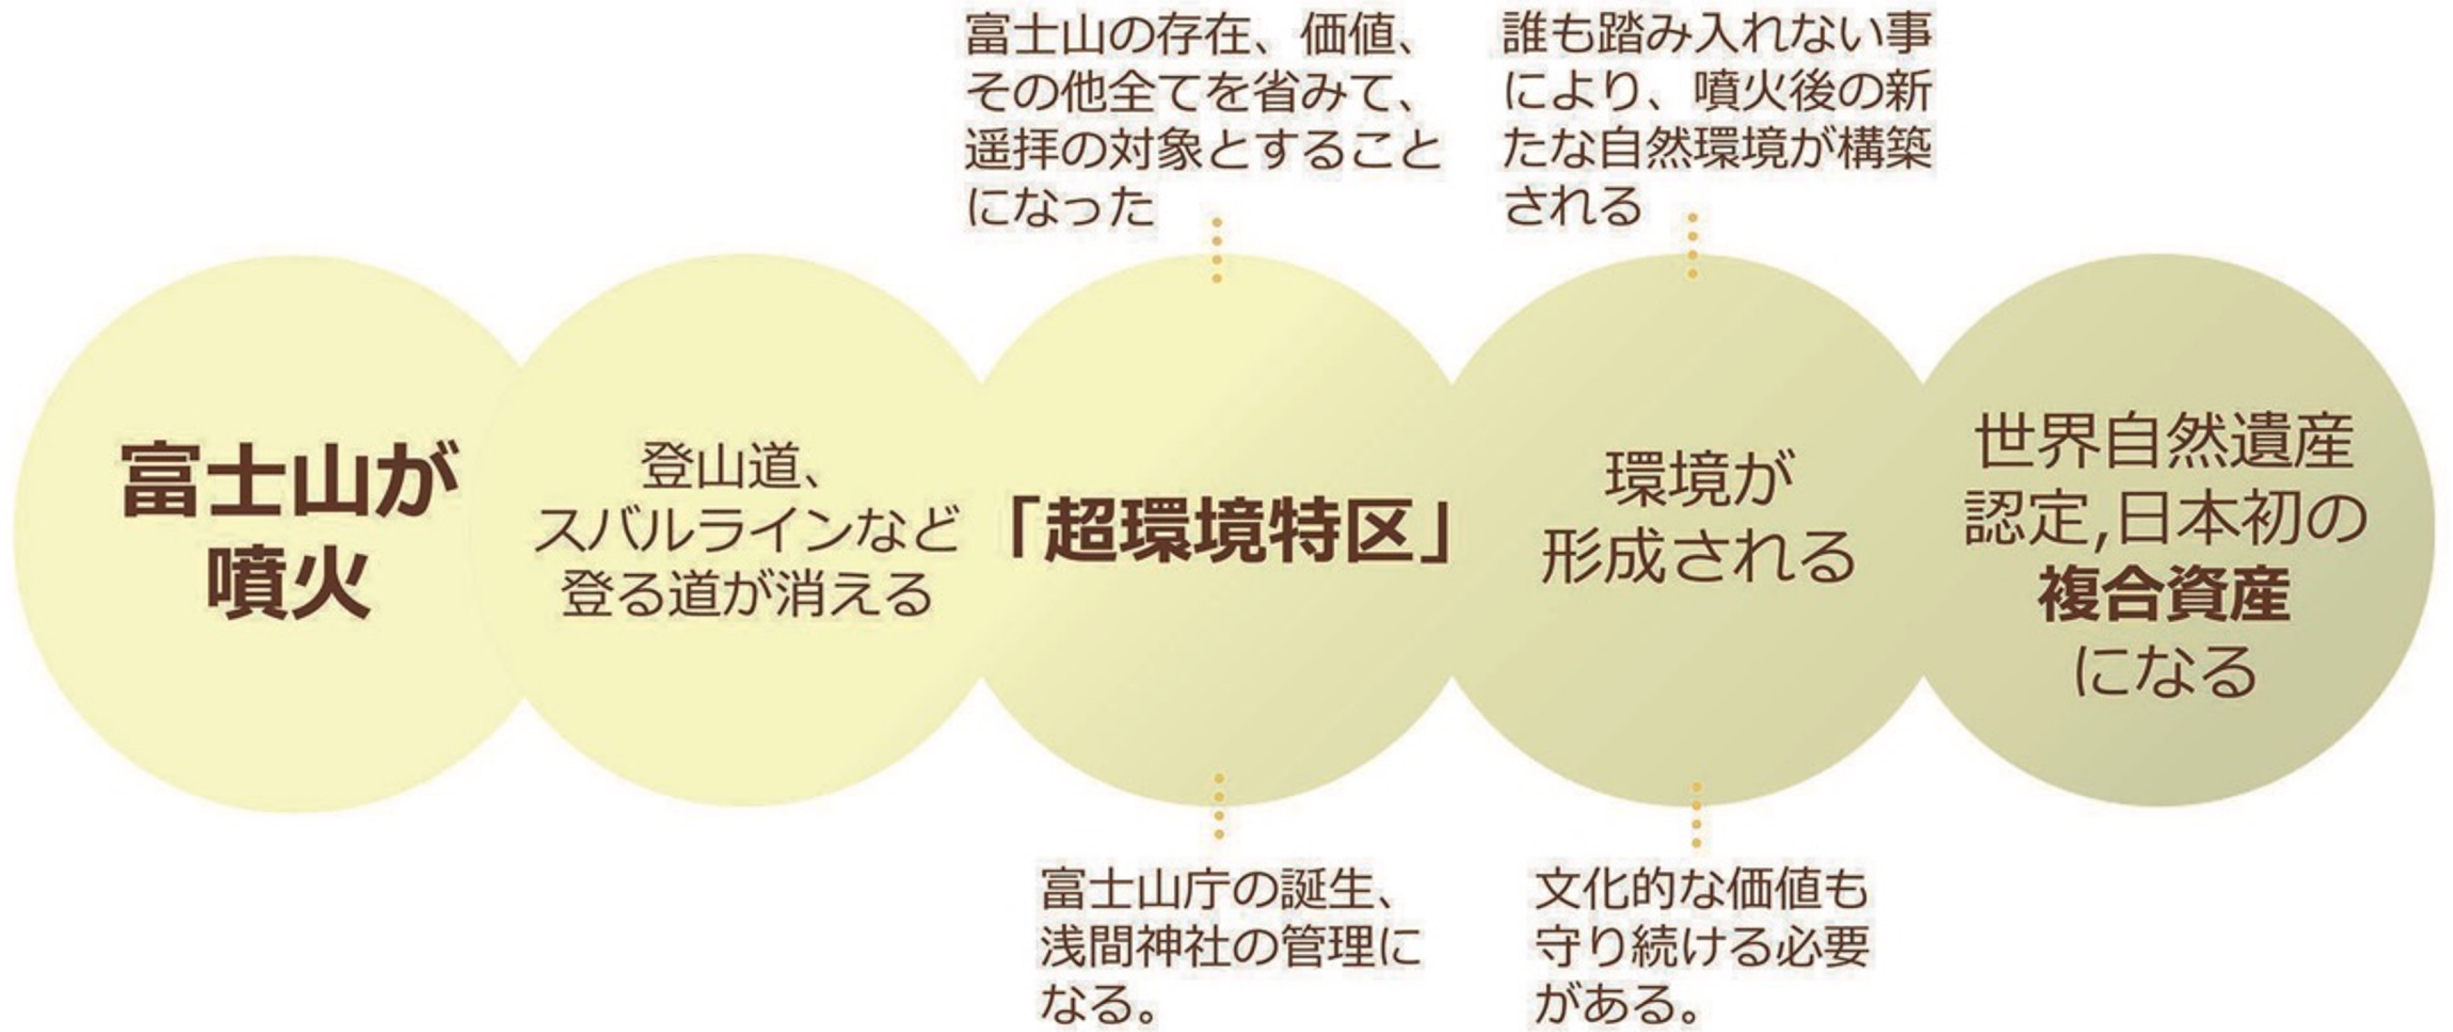 富士山の存在、価値、
その他全てを省みて、
遥拝の対象とすること
になった
誰も踏み入れない事
により、噴火後の新
たな自然環境が構築
される
富士山が
噴火
登山道、
スバルラインなど
登る道が消える
「超環境特区」
環境が
形成される
世界自然遺産
認定,日本初の
複合資産
になる
富士山庁の誕生、
浅間神社の管理に
なる。
文化的な価値も
守り続ける必要
がある。